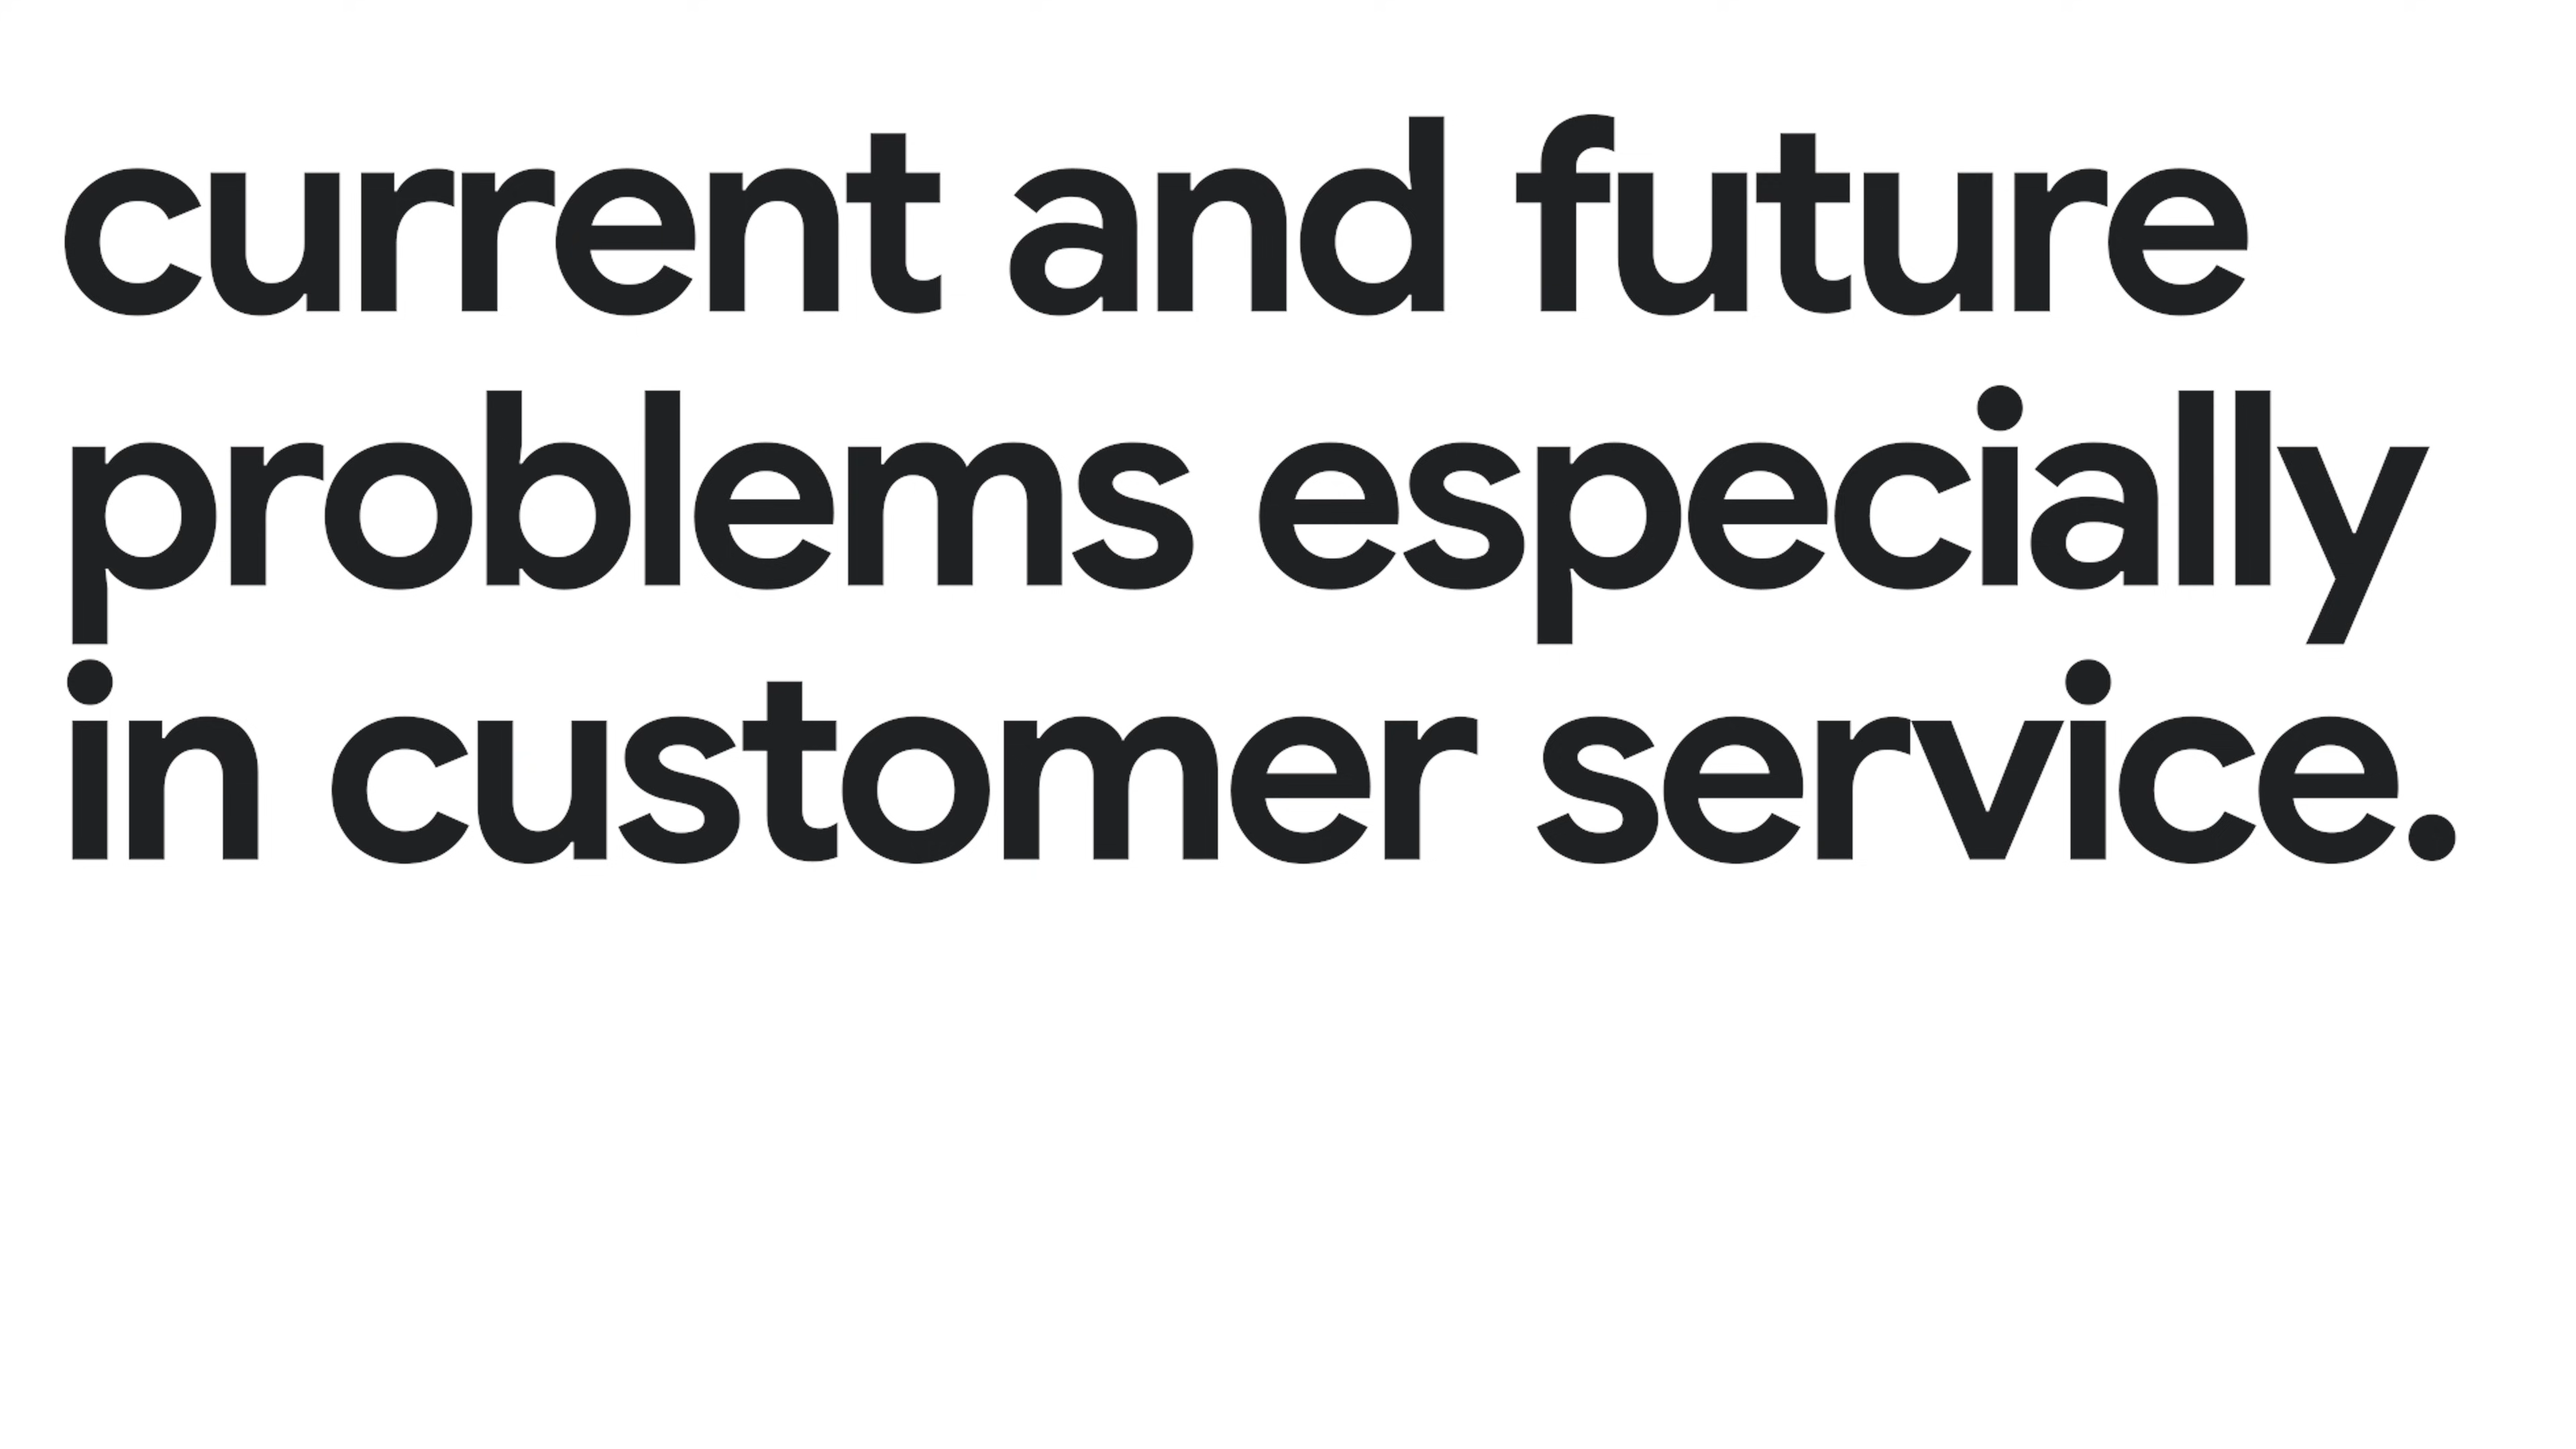 current and future
problems especially
in customer service.